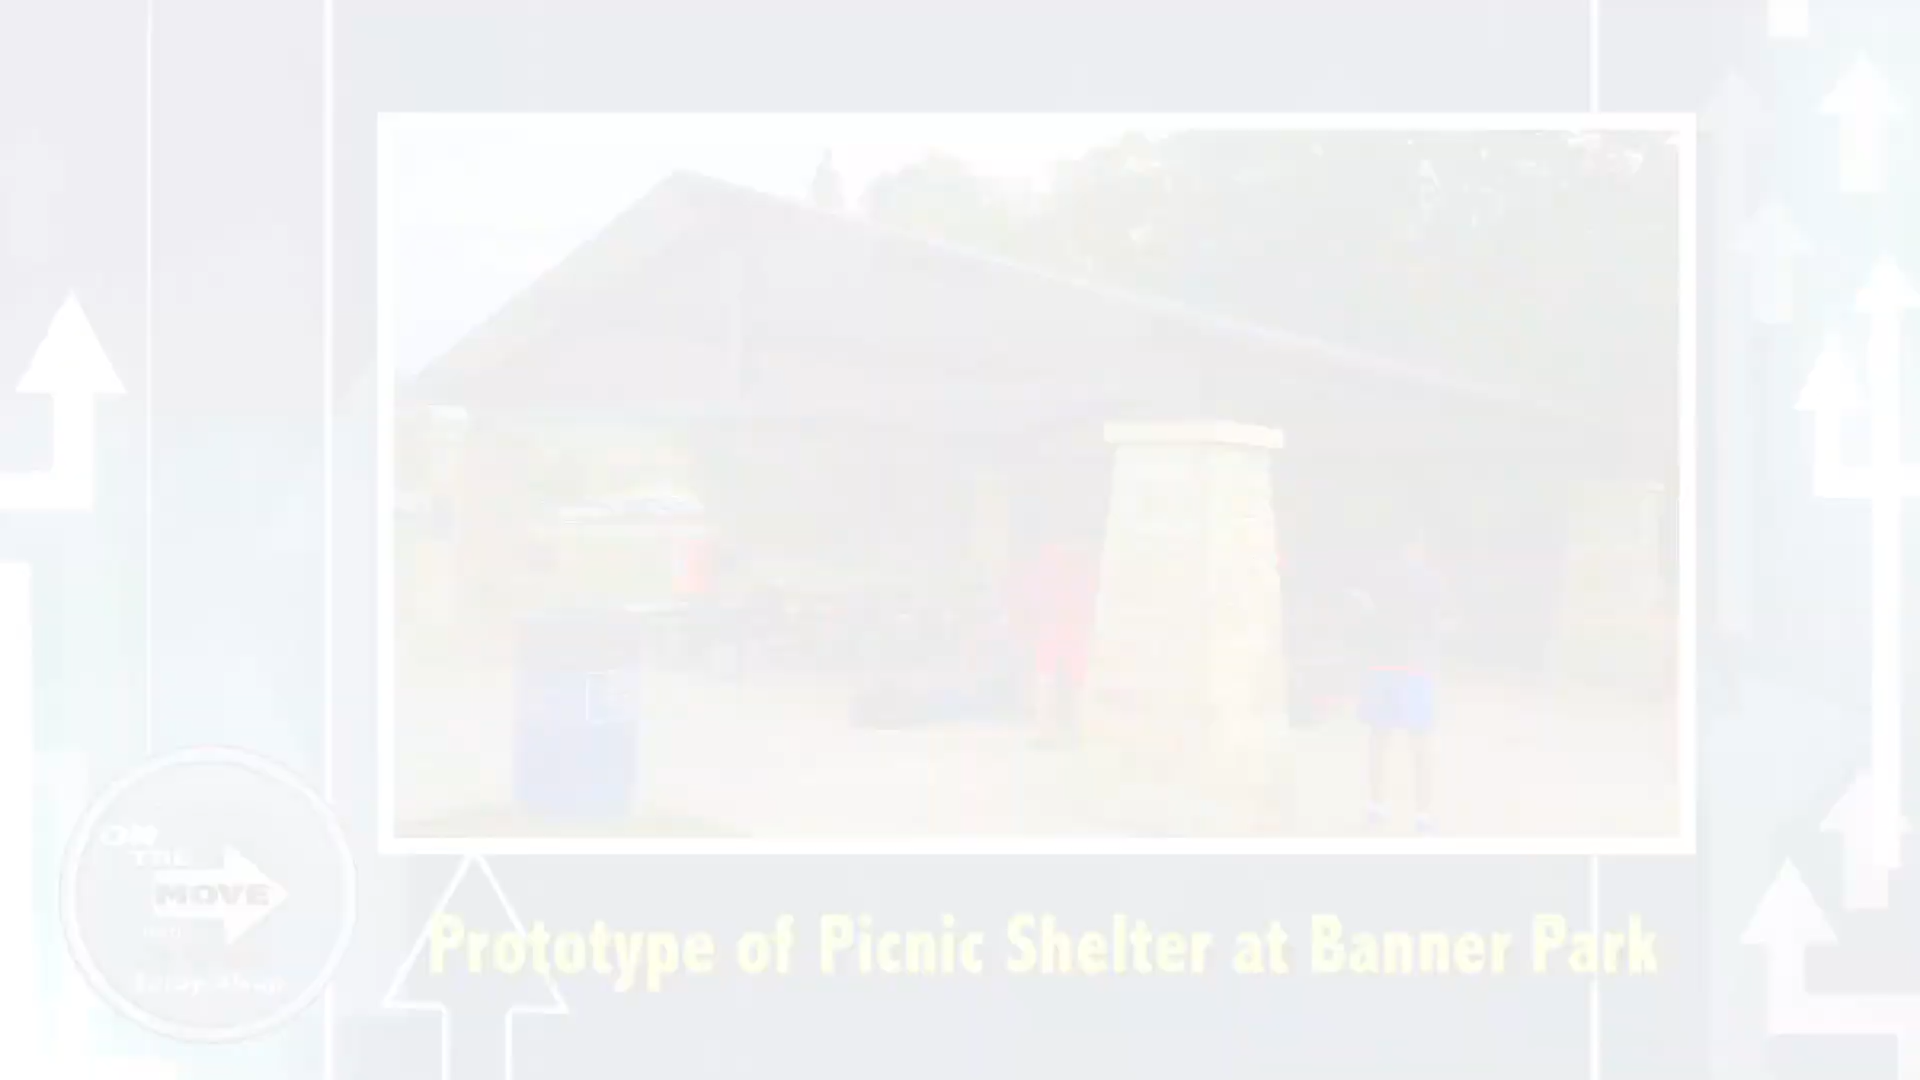 ON
THE
MOVE
Prototype of Picnic Shelter at Banner Park